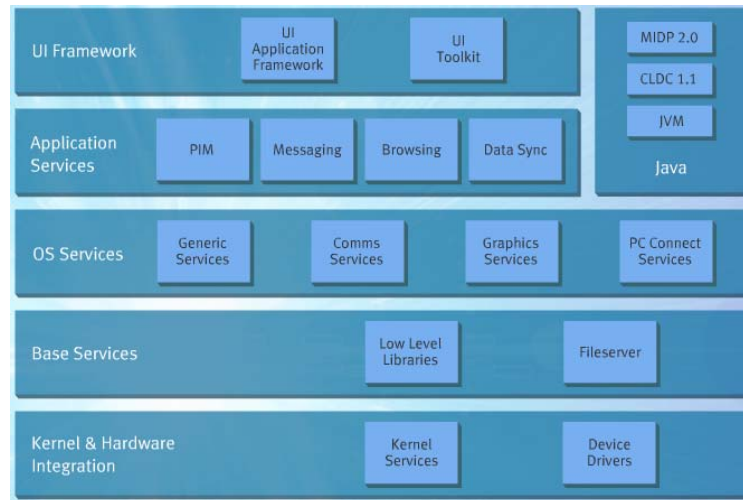 UI Framework
UI
Application
Framework
UI
Toolkit
MIDP 2.0
CLDC 1.1
JVM
Java
Application
Services
PIM
Messaging
Browsing
Data Sync
OS Services
Generic
Services
Comms
Services
Graphics
Services
PC Connect
Services
Base Services
Low Level
Libraries
Fileserver
Kernel & Hardware
Integration
Kernel
Services
Device
Drivers